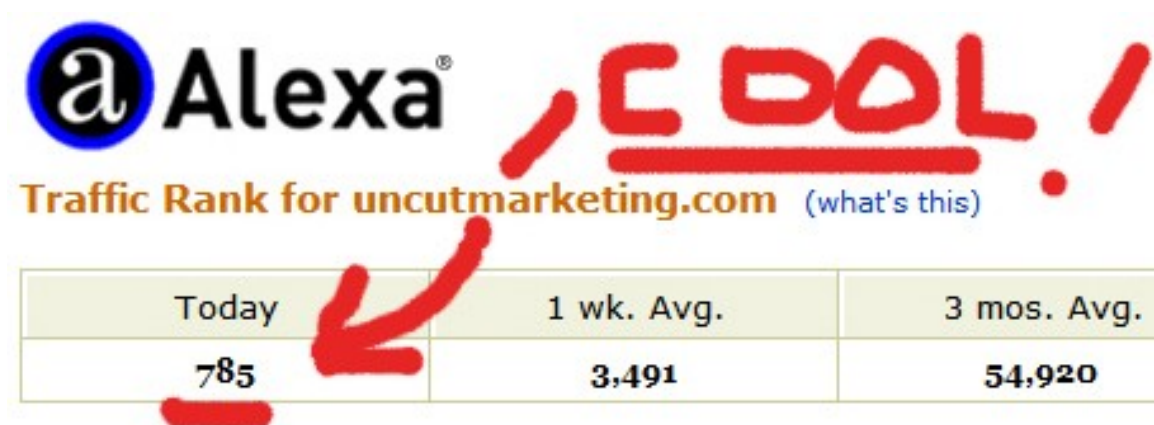 a Alexa®
COOL!
Traffic Rank for uncutmarketing.com (what's this)
Today 1 wk. Avg. 3 mos. Avg.
785 3,491 54,920